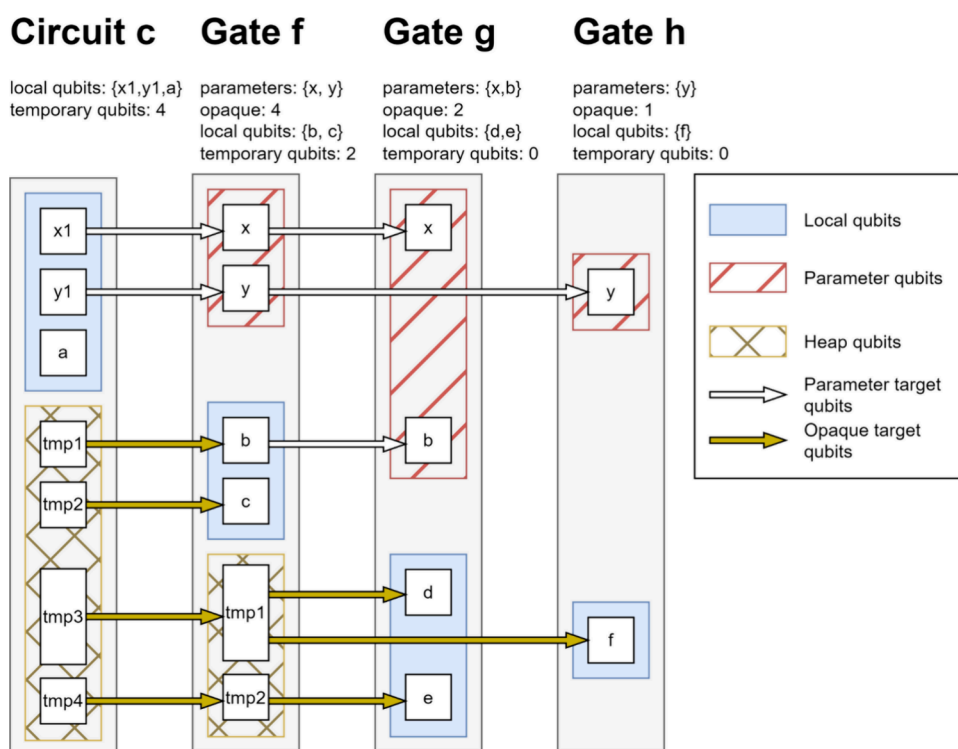 Circuit c
Gate f
Gate g
Gate h
local qubits: {x1,y1,a}
temporary qubits: 4
parameters: {x, y}
opaque: 4
local qubits: {b, c}
temporary qubits: 2
parameters: {x,b}
opaque: 2
local qubits: {d,e}
temporary qubits: 0
parameters: {y}
opaque: 1
local qubits: {f}
temporary qubits: 0
x1
x
x
y1
y
y
a
tmp1
b
b
tmp2
c
tmp3
tmp1
d
f
tmp4
tmp2
e
Local qubits
Parameter qubits
Heap qubits
Parameter target
qubits
Opaque target
qubits